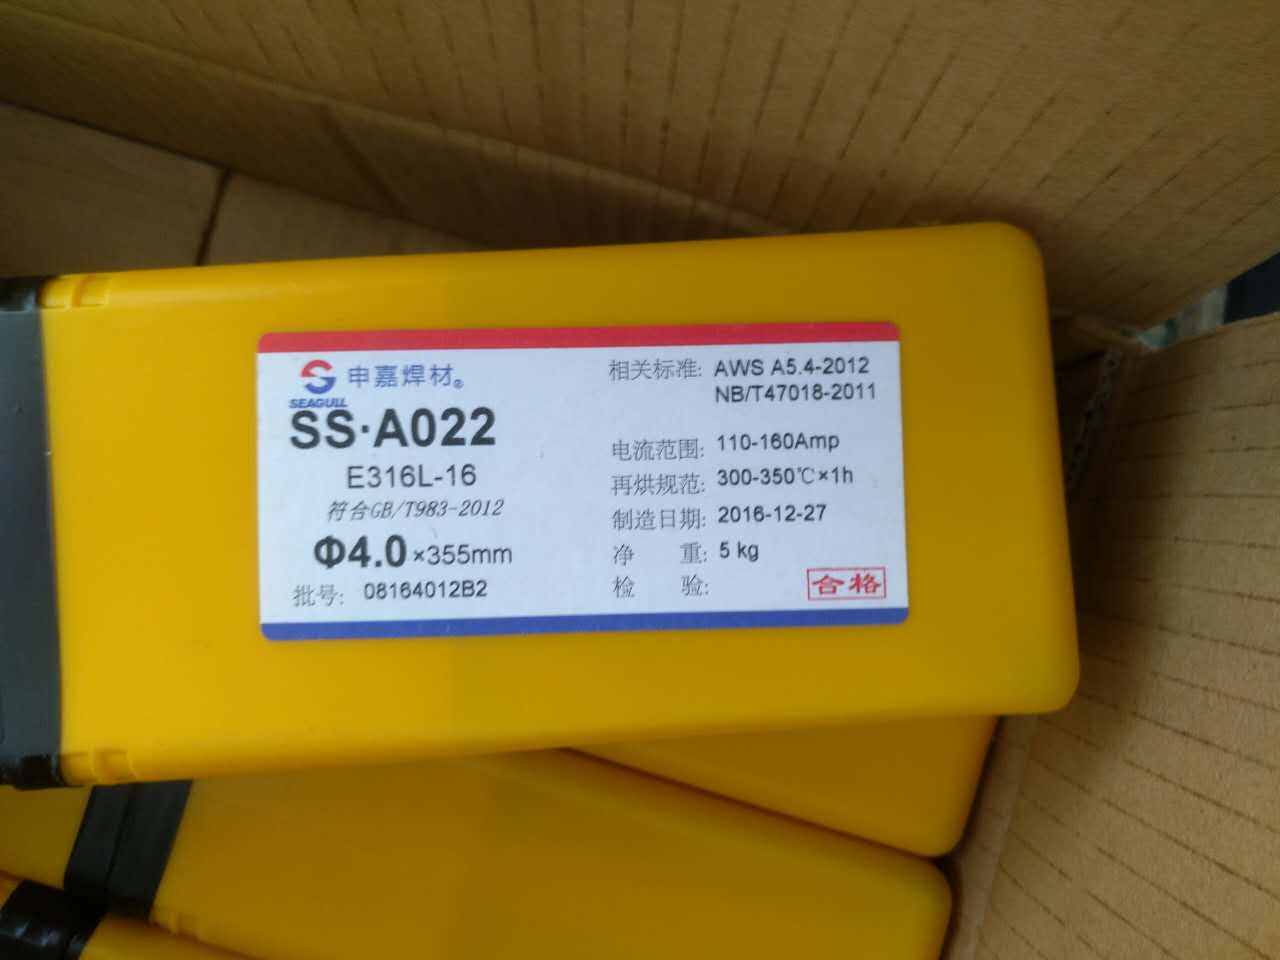 申嘉焊材®
SEAGULL
SS·A022
E316L-16
符合GB/T983-2012
Φ4.0×355mm
批号: 08164012B2
相关标准: AWS A5.4-2012
NB/T47018-2011
电流范围: 110-160Amp
再烘规范: 300-350℃×1h
制造日期: 2016-12-27
净 重: 5 kg
检 验: 合格